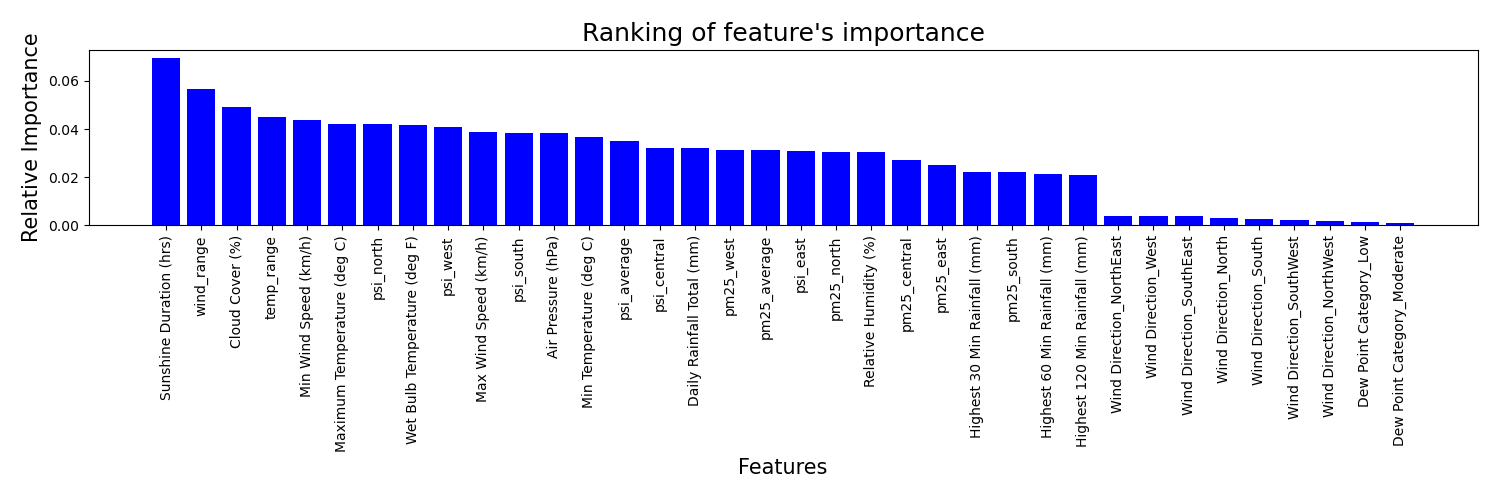 Ranking of feature's importance
Relative Importance
0.06
0.04
0.02
0.00
Sunshine Duration (hrs)
wind_range
Cloud Cover (%)
temp_range
Min Wind Speed (km/h)
Maximum Temperature (deg C)
psi_north
Wet Bulb Temperature (deg F)
psi_west
Max Wind Speed (km/h)
psi_south
Air Pressure (hPa)
Min Temperature (deg C)
psi_average
psi_central
Daily Rainfall Total (mm)
pm25_west
pm25_average
psi_east
pm25_north
Relative Humidity (%)
pm25_central
pm25_east
Highest 30 Min Rainfall (mm)
pm25_south
Highest 60 Min Rainfall (mm)
Highest 120 Min Rainfall (mm)
Wind Direction_NorthEast
Wind Direction_West
Wind Direction_SouthEast
Wind Direction_North
Wind Direction_South
Wind Direction_SouthWest
Wind Direction_NorthWest
Dew Point Category_Low
Dew Point Category_Moderate
Features